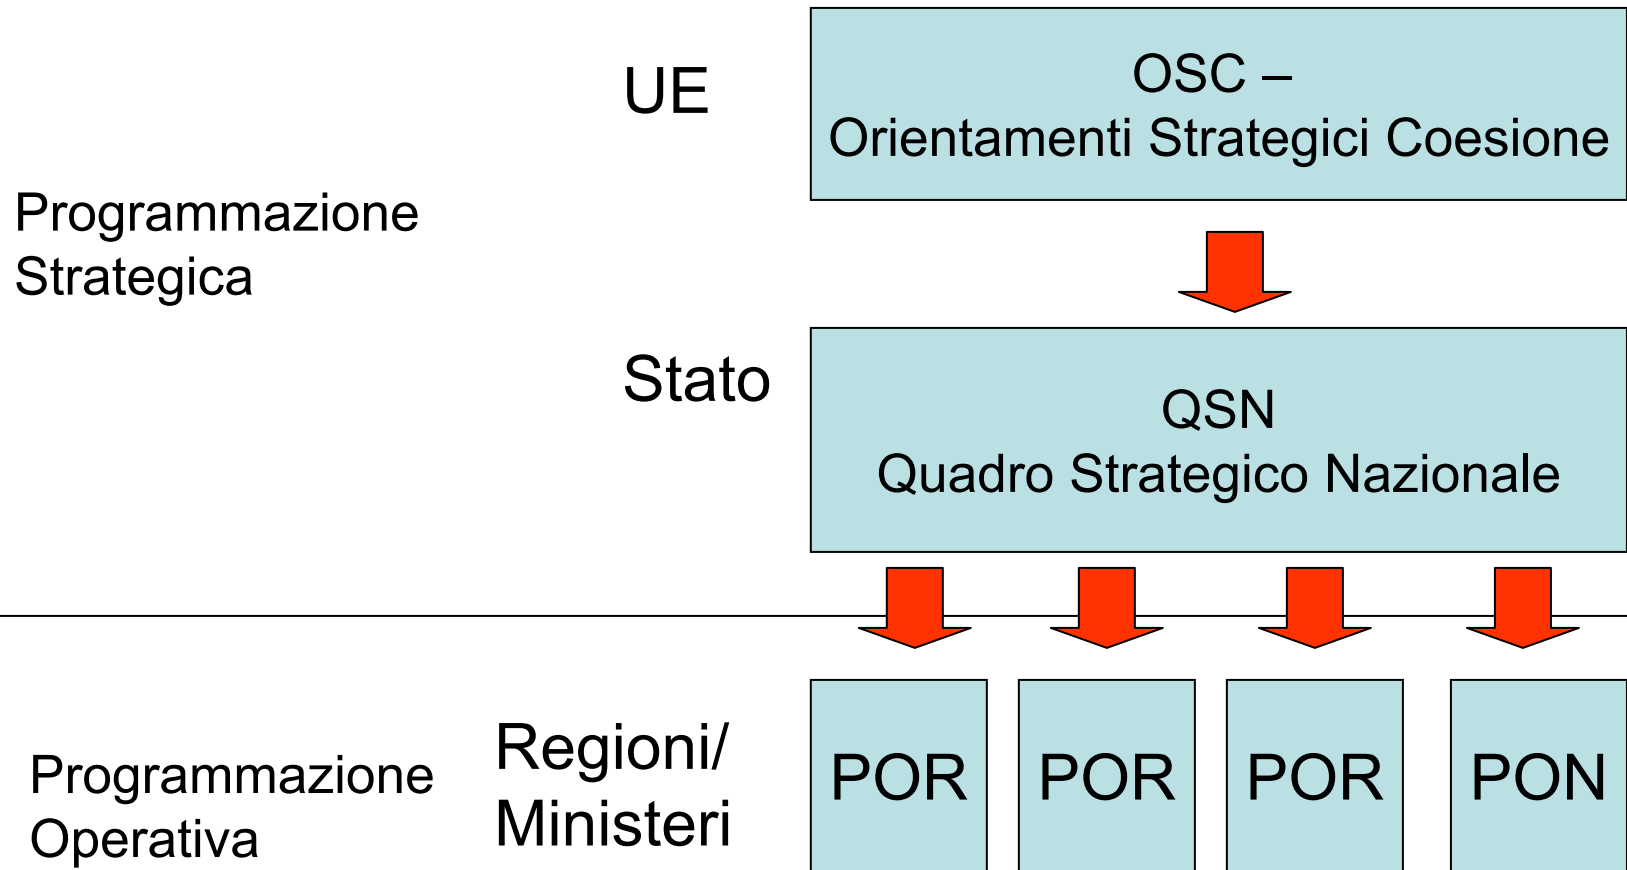 UE
OSC –
Orientamenti Strategici Coesione
Programmazione
Strategica
Stato
QSN
Quadro Strategico Nazionale
Programmazione
Operativa
Regioni/
Ministeri
POR
POR
POR
PON